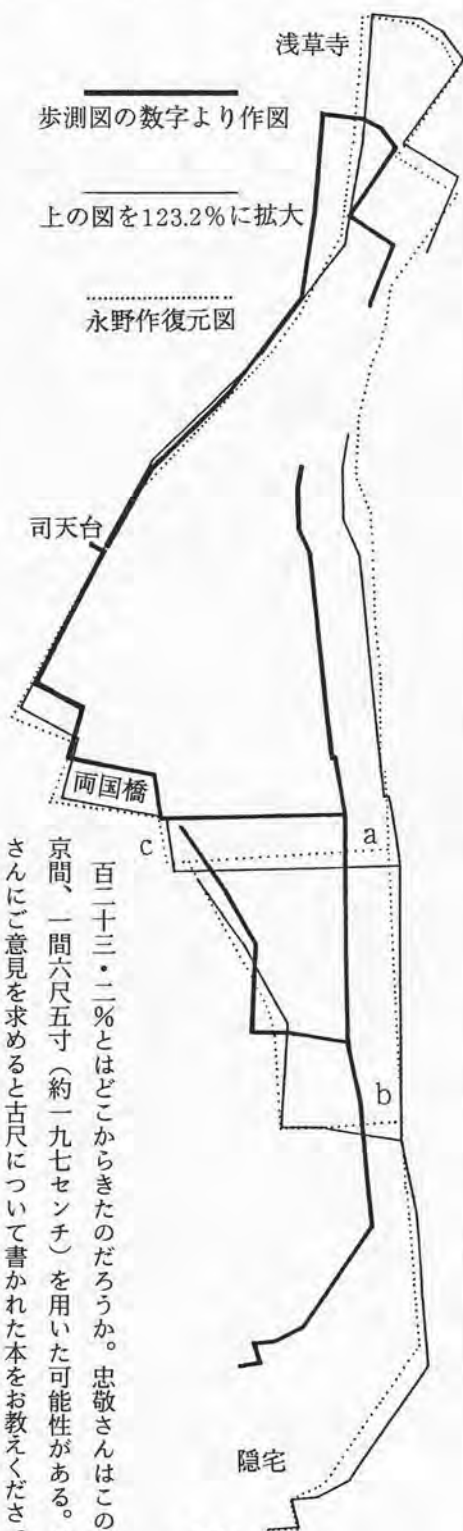 浅草寺
歩測図の数字より作図
上の図を123.2%に拡大
永野作復元図
司天台
両国橋
a
c
b
隠宅
百二十三・二%とはどこからきたのだろうか。忠敬さんはこの
京間、一間六尺五寸（約一九七センチ）を用いた可能性がある。
さんにご意見を求めると古尺について書かれた本をお教えくださ